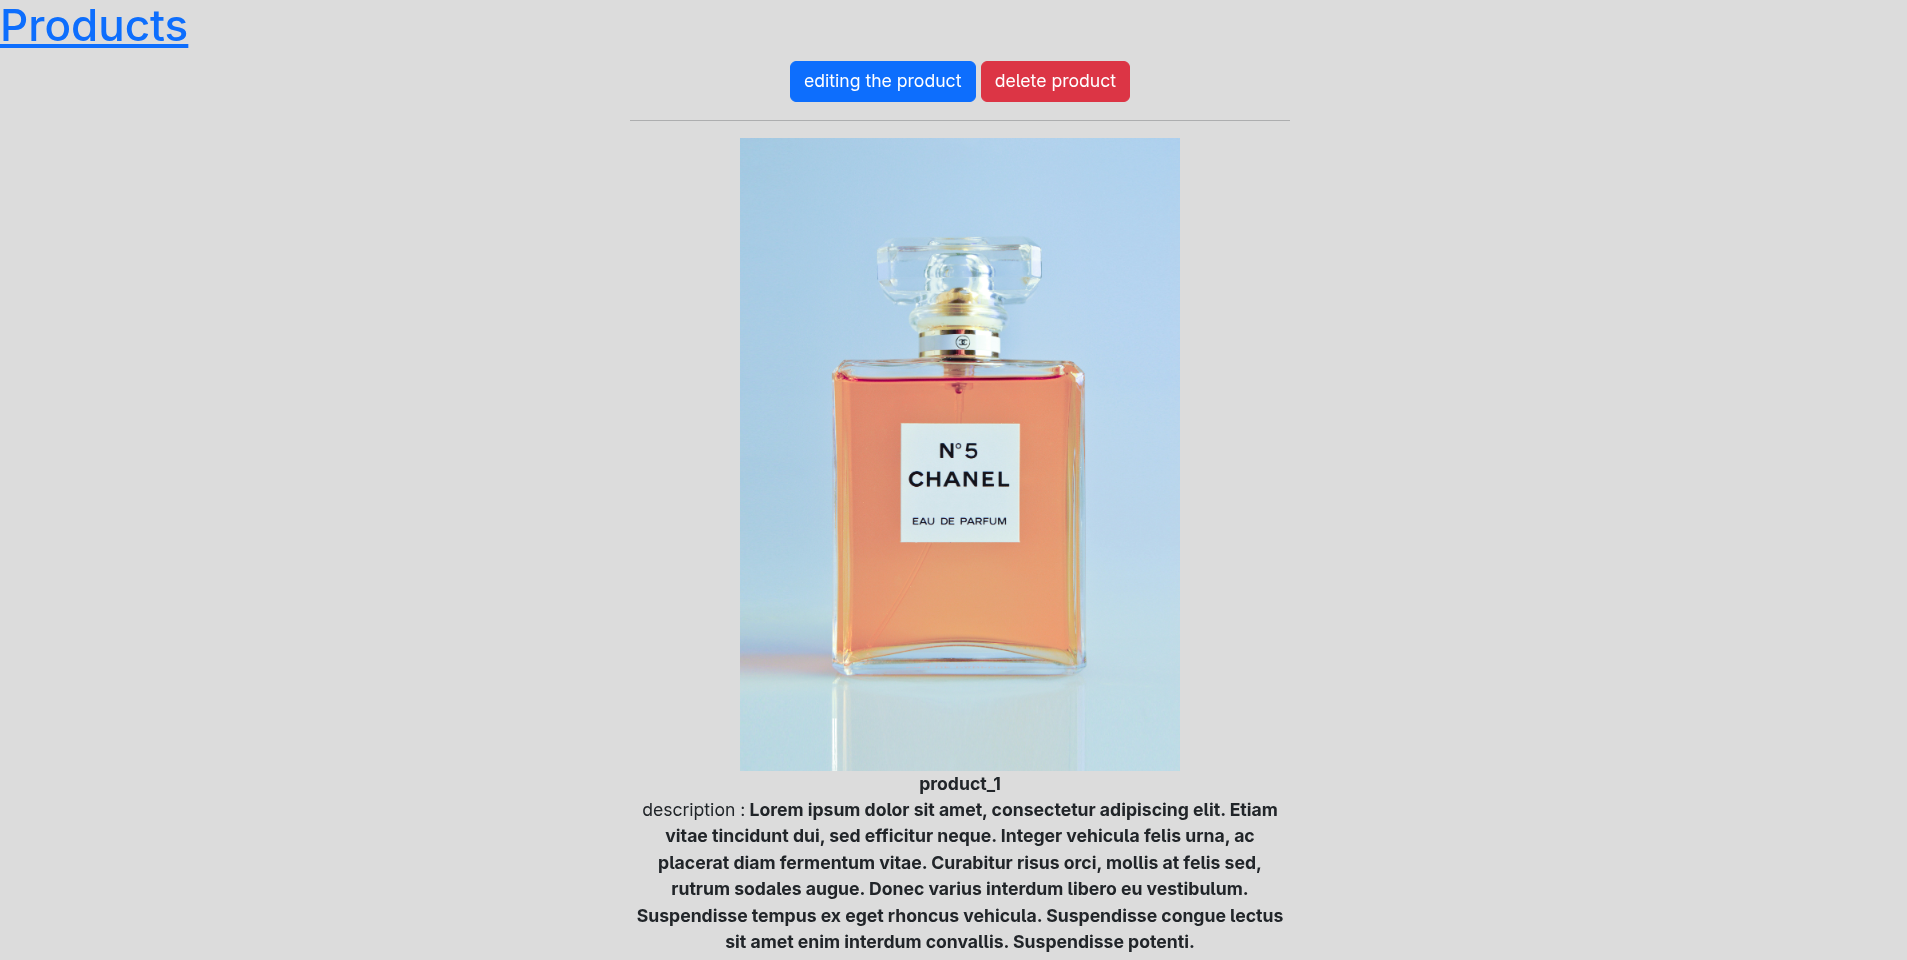 Products
editing the product delete product
N°5
CHANEL
EAU DE PARFUM
product_1
description : Lorem ipsum dolor sit amet, consectetur adipiscing elit. Etiam
vitae tincidunt dui, sed efficitur neque. Integer vehicula felis urna, ac
placerat diam fermentum vitae. Curabitur risus orci, mollis at felis sed,
rutrum sodales augue. Donec varius interdum libero eu vestibulum.
Suspendisse tempus ex eget rhoncus vehicula. Suspendisse congue lectus
sit amet enim interdum convallis. Suspendisse potenti.